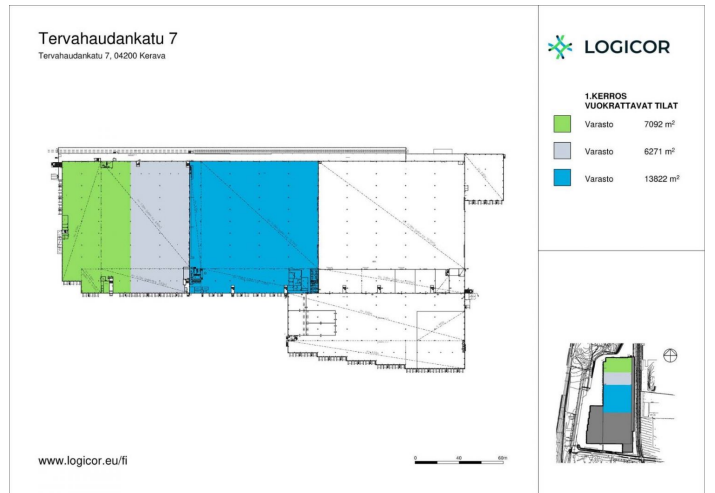 Tervahaudankatu 7
Tervahaudankatu 7, 04200 Kerava
LOGICOR
1.KERROS
VUOKRATTAVAT TILAT
Varasto 7092 m²
Varasto 6271 m²
Varasto 13822 m²
www.logicor.eu/fi
0 40 60m